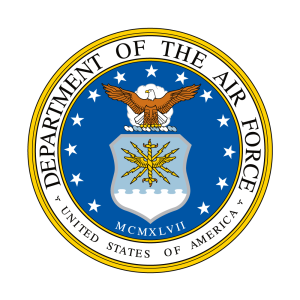 DEPARTMENT OF THE AIR FORCE
MCMXLVII
UNITED STATES OF AMERICA